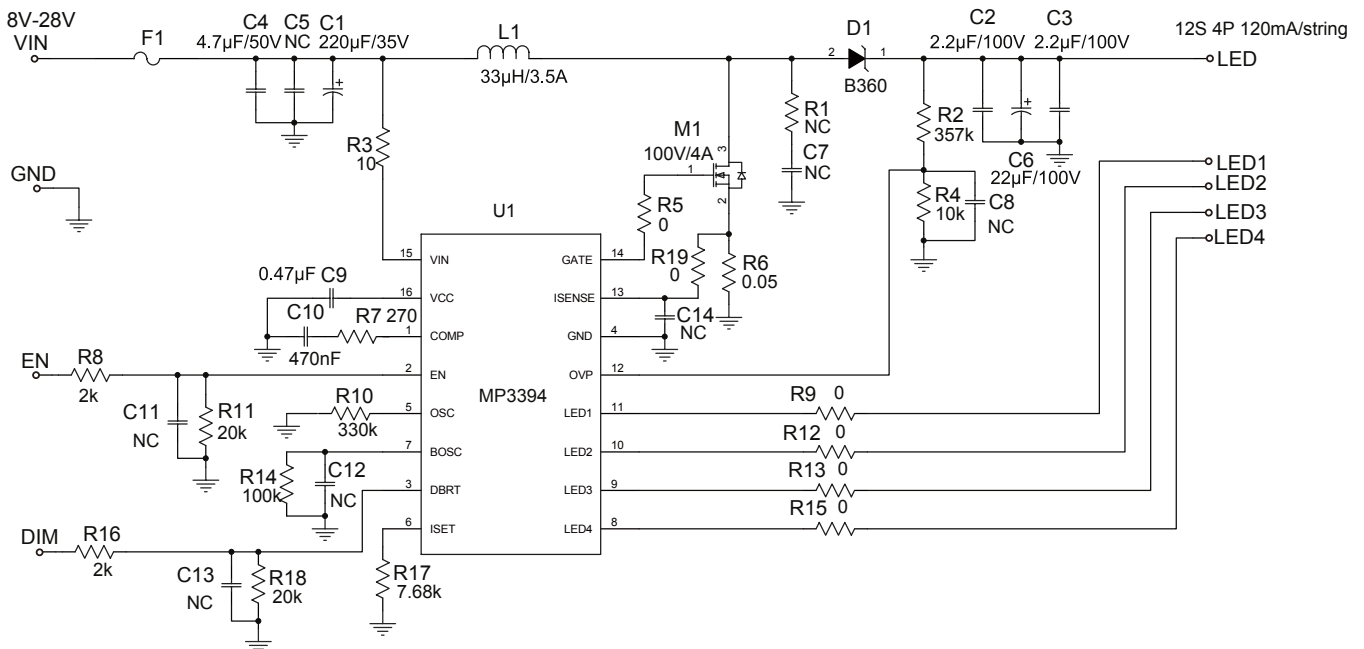 8V-28V
VIN
F1
C4
4.7µF/50V
C5
NC
C1
220µF/35V
L1
33µH/3.5A
D1
2
1
B360
C2
2.2µF/100V
C3
2.2µF/100V
12S 4P 120mA/string
LED
R3
10
M1
100V/4A
3
1
2
R1
NC
C7
NC
R2
357k
C6
22µF/100V
R4
10k
C8
NC
LED1
LED2
LED3
LED4
GND
U1
R5
0
R19
0
R6
0.05
C14
NC
MP3394
15 VIN
16 VCC
1 COMP
2 EN
5 OSC
7 BOSC
3 DBRT
6 ISET
GATE 14
ISENSE 13
GND 4
OVP 12
LED1 11
LED2 10
LED3 9
LED4 8
0.47µF C9
C10
470nF
R7 270
EN
R8
2k
C11
NC
R11
20k
R10
330k
R14
100k
C12
NC
R9 0
R12 0
R13 0
R15 0
DIM
R16
2k
C13
NC
R18
20k
R17
7.68k